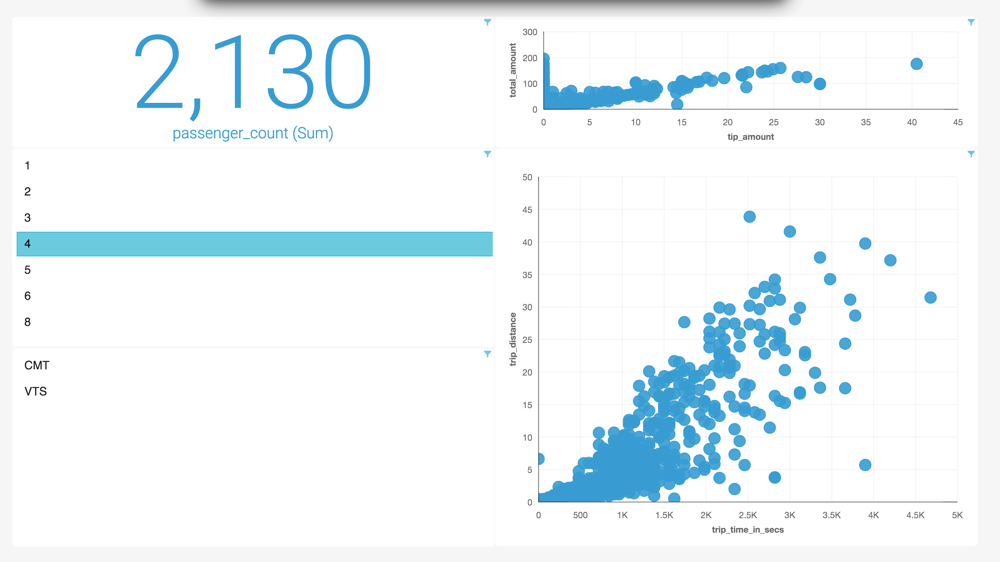 2,130
passenger_count (Sum)
300
200
100
0
total_amount
0 5 10 15 20 25 30 35 40 45
tip_amount
1
2
3
4
5
6
8
CMT
VTS
50
45
40
35
30
25
20
15
10
5
0
trip_distance
0 500 1K 1.5K 2K 2.5K 3K 3.5K 4K 4.5K 5K
trip_time_in_secs